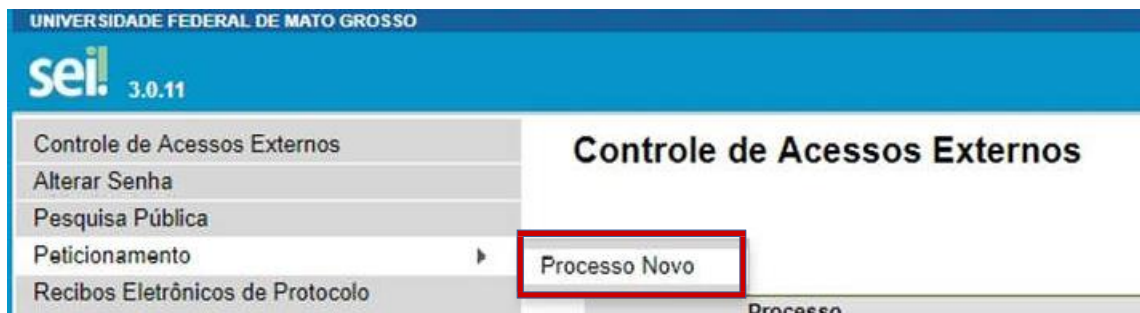 UNIVERSIDADE FEDERAL DE MATO GROSSO
sei! 3.0.11
Controle de Acessos Externos
Alterar Senha
Pesquisa Pública
Peticionamento
Recibos Eletrônicos de Protocolo
Controle de Acessos Externos
Processo Novo
Processo